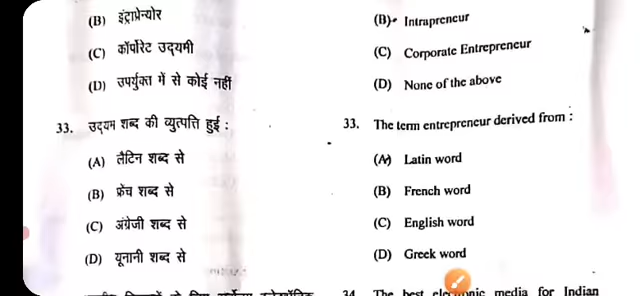 (B) इंट्राप्रेन्योर
(C) कॉर्पोरेट उद्यमी
(D) उपर्युक्त में से कोई नहीं
33. उद्यम शब्द की व्युत्पत्ति हुई :
(A) लैटिन शब्द से
(B) फ्रेंच शब्द से
(C) अंग्रेजी शब्द से
(D) यूनानी शब्द से
(B) Intrapreneur
(C) Corporate Entrepreneur
(D) None of the above
33. The term entrepreneur derived from :
(A) Latin word
(B) French word
(C) English word
(D) Greek word
34. The best electronic media for Indian